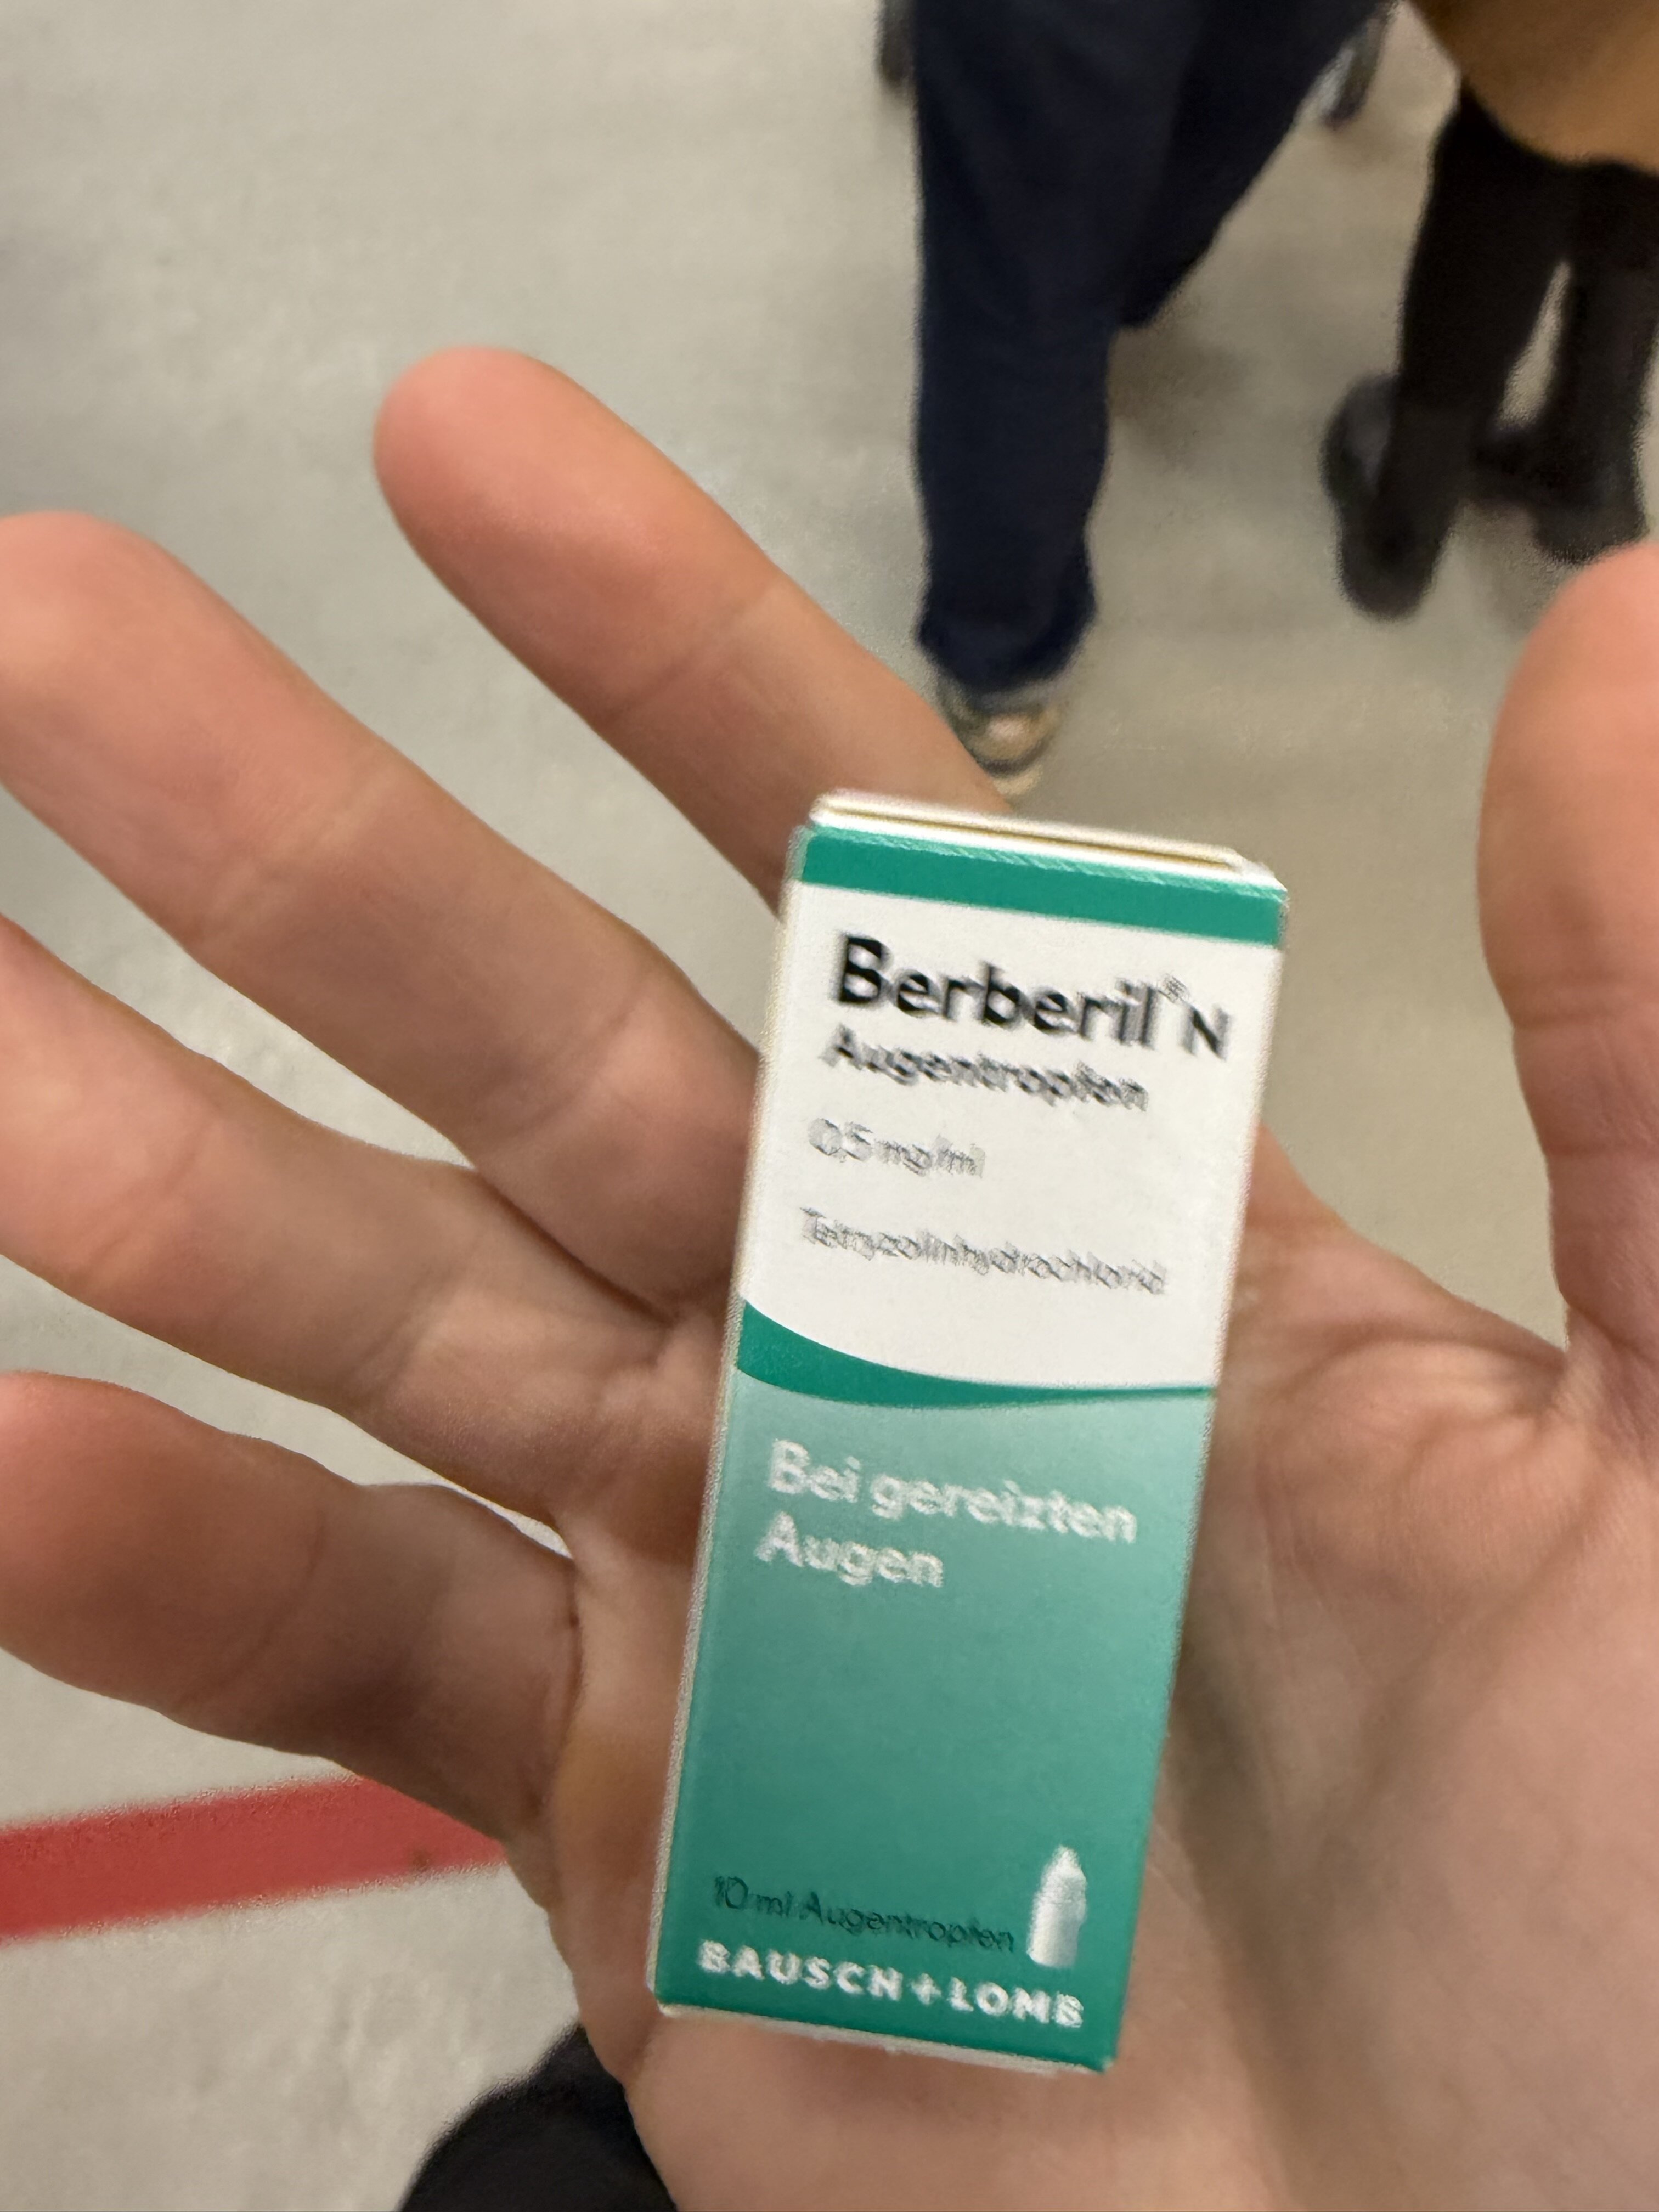 Berberil® N
Augentropfen
0,5 mg/ml
Tetryzolinhydrochlorid
Bei gereizten
Augen
10 ml Augentropfen
BAUSCH + LOMB